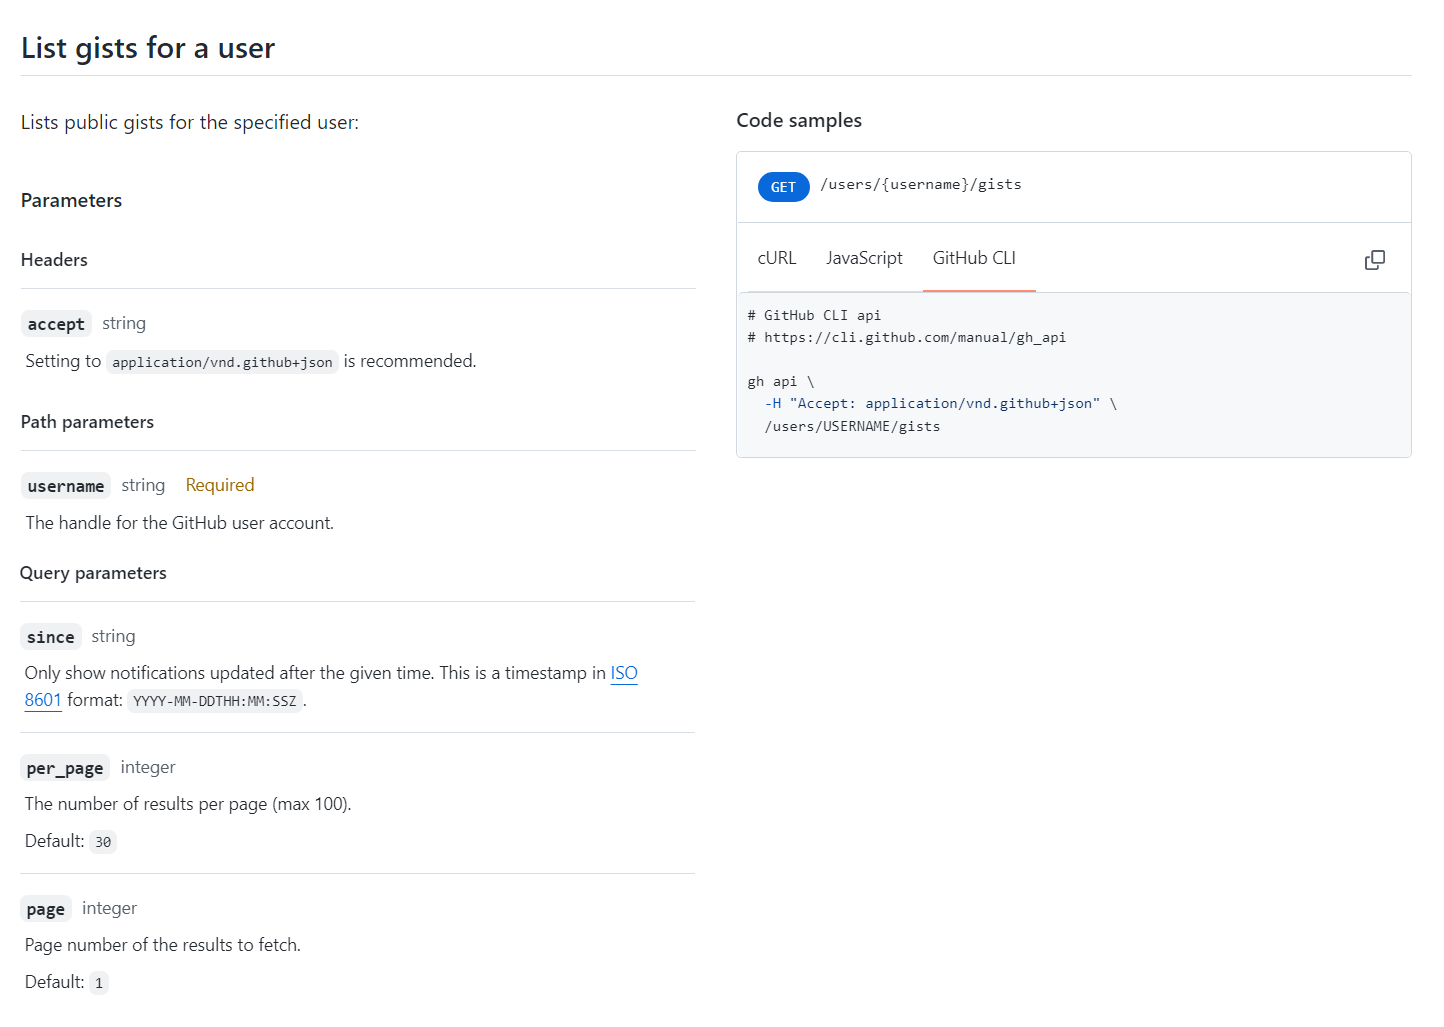 List gists for a user
Lists public gists for the specified user:
Parameters
Headers
accept string
Setting to application/vnd.github+json is recommended.
Path parameters
username string Required
The handle for the GitHub user account.
Query parameters
since string
Only show notifications updated after the given time. This is a timestamp in ISO
8601 format: YYYY-MM-DDTHH:MM:SSZ.
per_page integer
The number of results per page (max 100).
Default: 30
page integer
Page number of the results to fetch.
Default: 1
Code samples
GET /users/{username}/gists
cURL JavaScript GitHub CLI
# GitHub CLI api
# https://cli.github.com/manual/gh_api
gh api \
-H "Accept: application/vnd.github+json" \
/users/USERNAME/gists